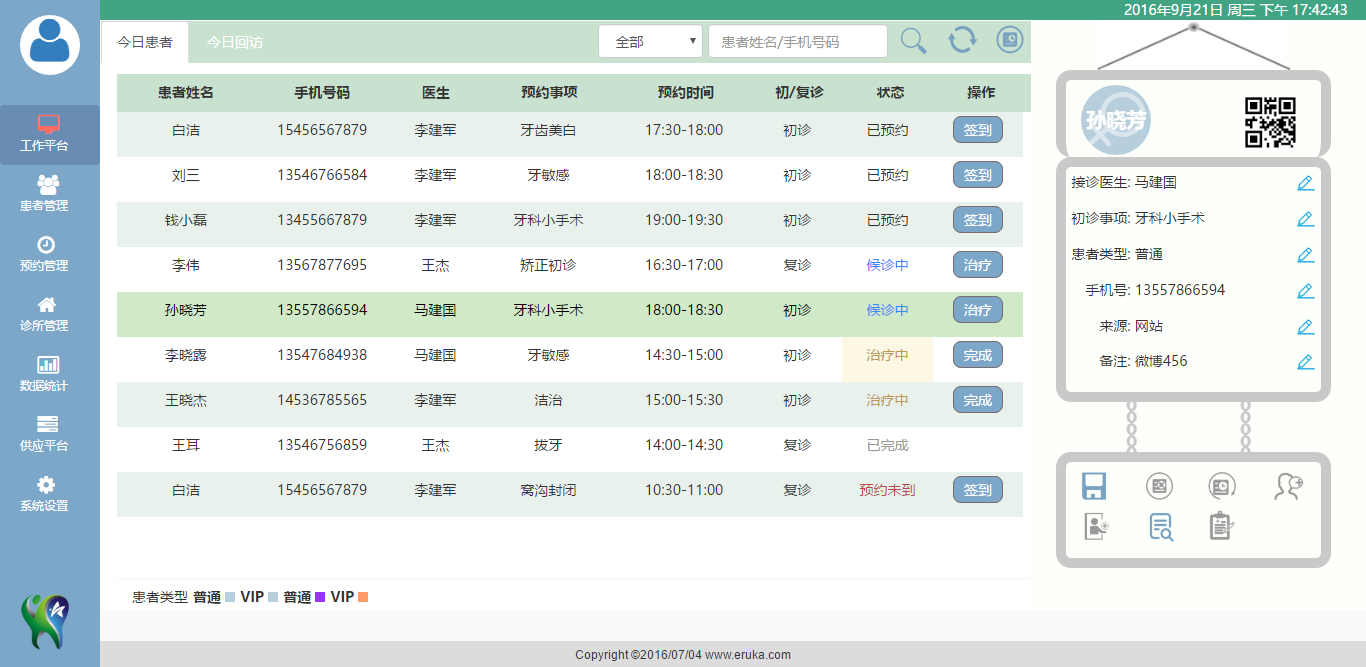 2016年9月21日 周三 下午 17:42:43
工作平台
患者管理
预约管理
诊所管理
数据统计
供应平台
系统设置
今日患者 今日回访 全部 患者姓名/手机号码
患者姓名 手机号码 医生 预约事项 预约时间 初/复诊 状态 操作
白洁 15456567879 李建军 牙齿美白 17:30-18:00 初诊 已预约 签到
刘三 13546766584 李建军 牙敏感 18:00-18:30 初诊 已预约 签到
钱小磊 13455667879 李建军 牙科小手术 19:00-19:30 初诊 已预约 签到
李伟 13567877695 王杰 矫正初诊 16:30-17:00 复诊 候诊中 治疗
孙晓芳 13557866594 马建国 牙科小手术 18:00-18:30 初诊 候诊中 治疗
李晓露 13547684938 马建国 牙敏感 14:30-15:00 初诊 治疗中 完成
王晓杰 14536785565 李建军 洁治 15:00-15:30 初诊 治疗中 完成
王耳 13546756859 王杰 拔牙 14:00-14:30 复诊 已完成
白洁 15456567879 李建军 窝沟封闭 10:30-11:00 复诊 预约未到 签到
患者类型 普通 VIP 普通 VIP
孙晓芳
接诊医生: 马建国
初诊事项: 牙科小手术
患者类型: 普通
手机号: 13557866594
来源: 网站
备注: 微博456
Copyright ©2016/07/04 www.eruka.com